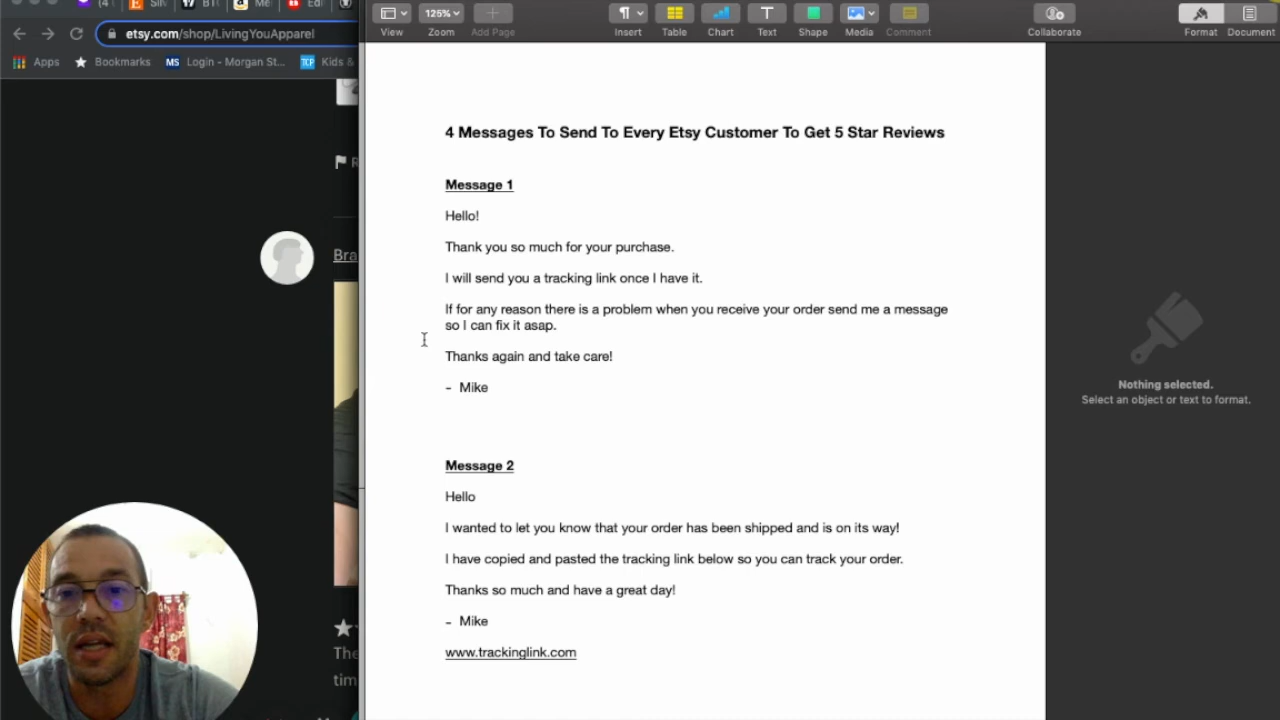 etsy.com/shop/LivingYouApparel
Apps Bookmarks MS Login - Morgan St... TCP Kids &
View
125%
Zoom
Add Page
Insert
Table
Chart
Text
Shape
Media
Comment
Collaborate
Format
Document
Bra
4 Messages To Send To Every Etsy Customer To Get 5 Star Reviews
Message 1
Hello!
Thank you so much for your purchase.
I will send you a tracking link once I have it.
If for any reason there is a problem when you receive your order send me a message
so I can fix it asap.
Thanks again and take care!
- Mike
Message 2
Hello
I wanted to let you know that your order has been shipped and is on its way!
I have copied and pasted the tracking link below so you can track your order.
Thanks so much and have a great day!
- Mike
www.trackinglink.com
Nothing selected.
Select an object or text to format.
The
tim